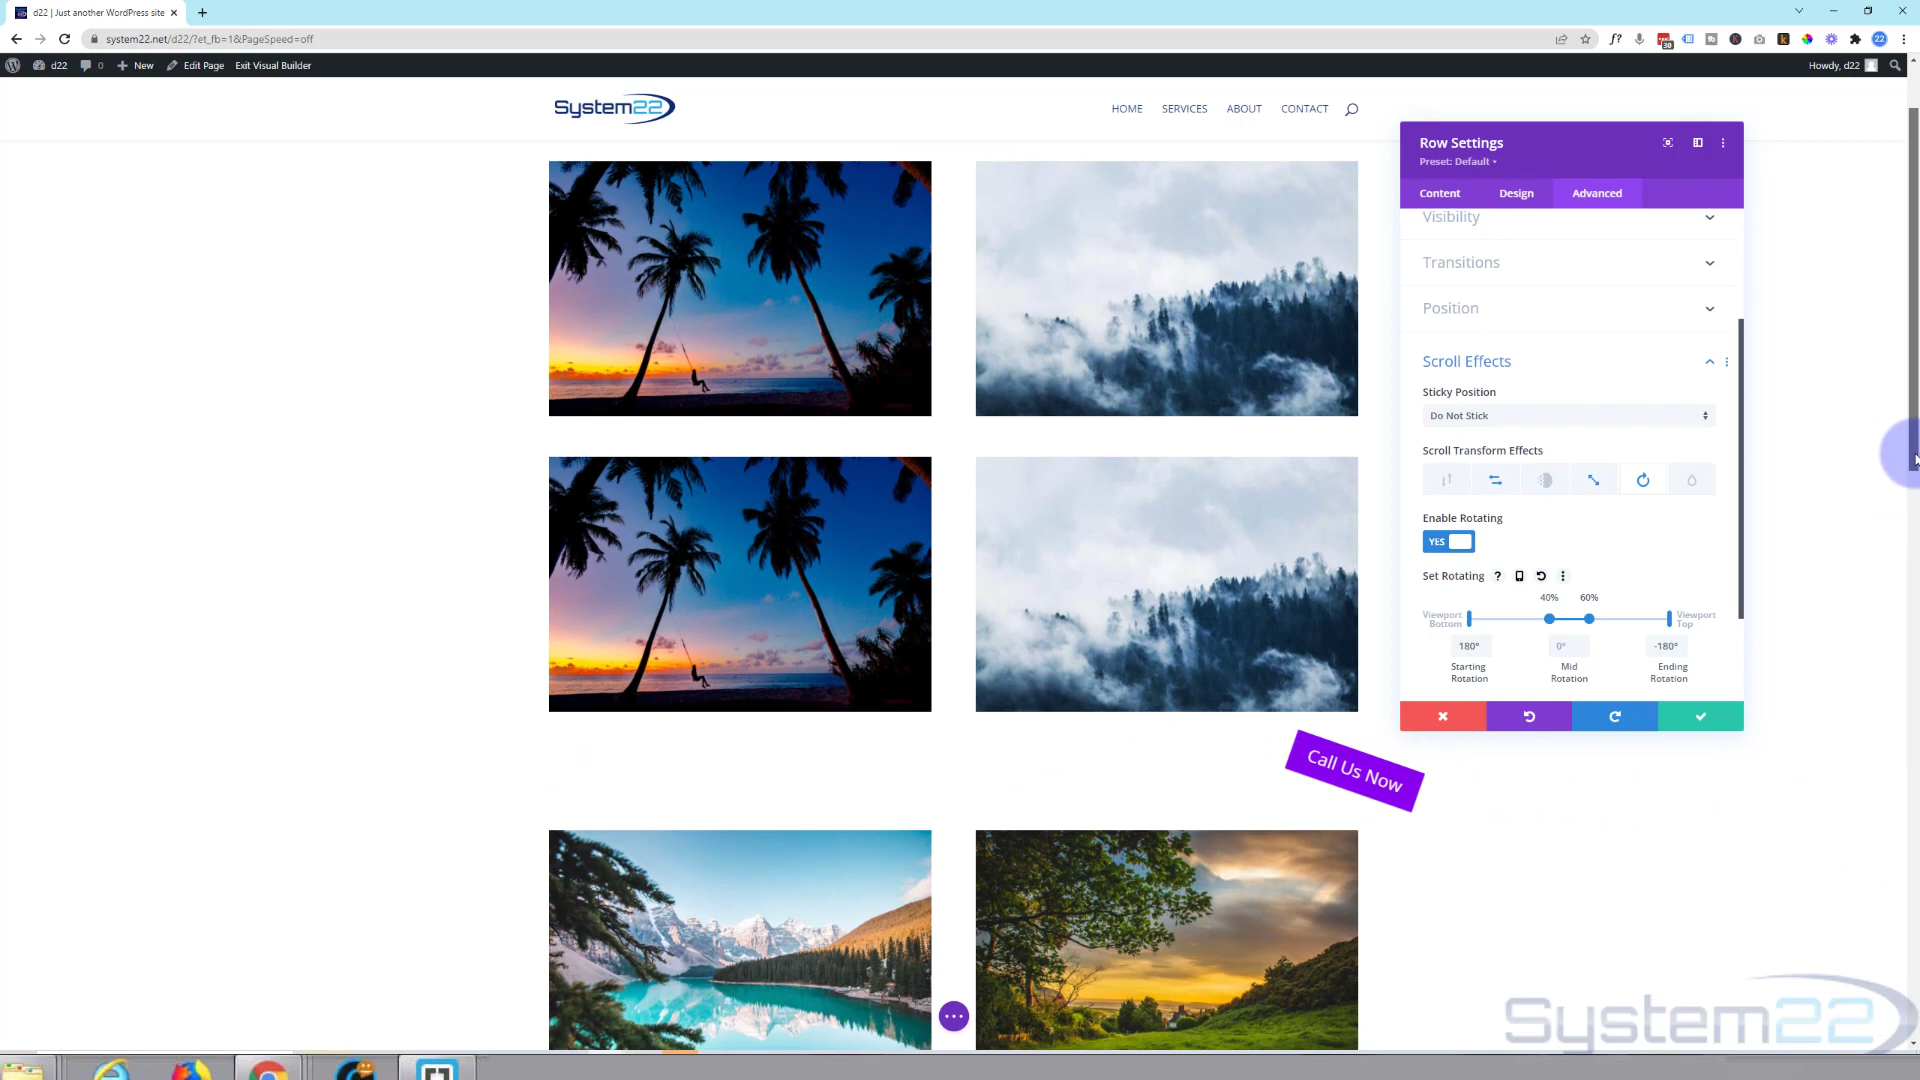 d22 | Just another WordPress site
system22.net/d22/?et_fb=1&PageSpeed=off
f?
30
22
d22
0
New
Edit Page
Exit Visual Builder
Howdy, d22
System22
HOME
SERVICES
ABOUT
CONTACT
Row Settings
Preset: Default
Content
Design
Advanced
Visibility
Transitions
Position
Scroll Effects
Sticky Position
Do Not Stick
Scroll Transform Effects
Enable Rotating
YES
Set Rotating
?
40%
60%
Viewport
Bottom
Viewport
Top
180°
0°
-180°
Starting
Rotation
Mid
Rotation
Ending
Rotation
Call Us Now
System22